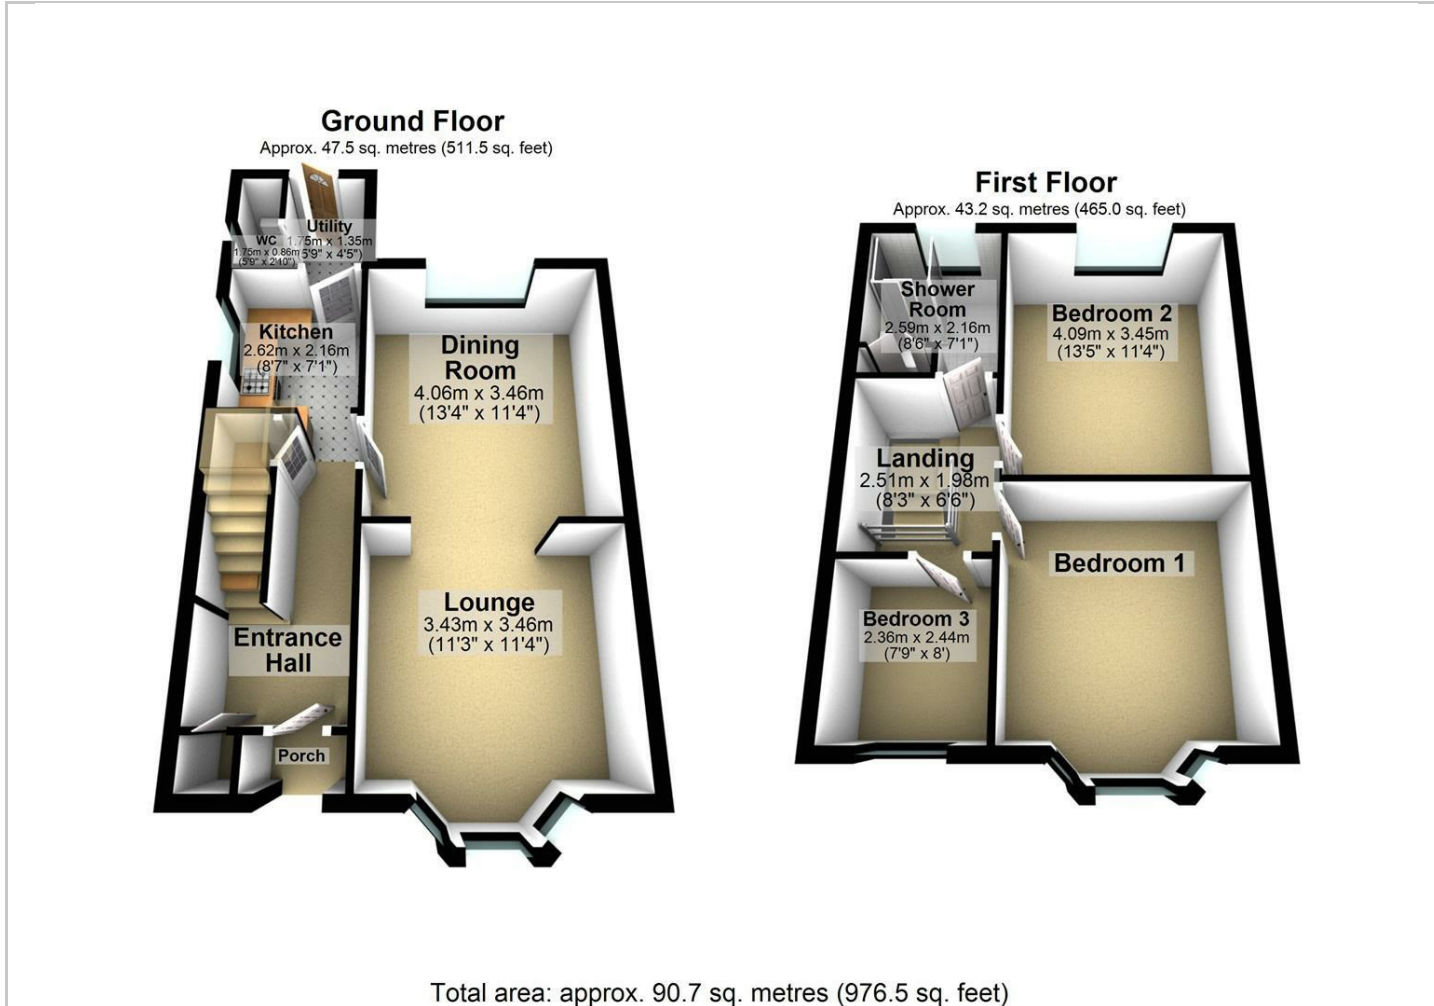 Ground Floor
Approx. 47.5 sq. metres (511.5 sq. feet)
Utility
1.75m x 1.35m
(5'9" x 4'5")
WC
1.75m x 0.86m
(5'9" x 2'10")
Kitchen
2.62m x 2.16m
(8'7" x 7'1")
Dining
Room
4.06m x 3.46m
(13'4" x 11'4")
Lounge
3.43m x 3.46m
(11'3" x 11'4")
Entrance
Hall
Porch
First Floor
Approx. 43.2 sq. metres (465.0 sq. feet)
Shower
Room
2.59m x 2.16m
(8'6" x 7'1")
Bedroom 2
4.09m x 3.45m
(13'5" x 11'4")
Landing
2.51m x 1.98m
(8'3" x 6'6")
Bedroom 1
Bedroom 3
2.36m x 2.44m
(7'9" x 8')
Total area: approx. 90.7 sq. metres (976.5 sq. feet)